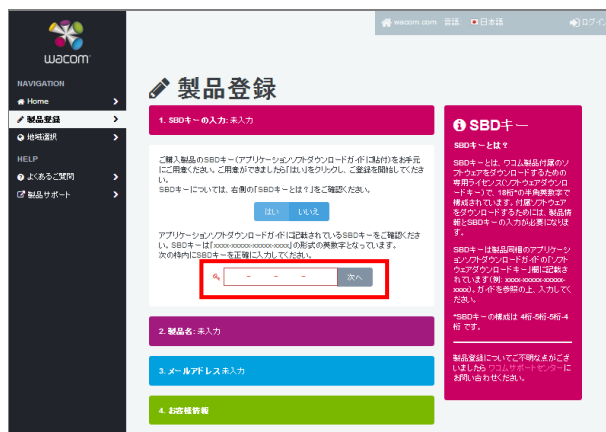 wacom.com 言語: 日本語 ログイン
wacom
NAVIGATION
Home
製品登録
地域選択
HELP
よくあるご質問
製品サポート
製品登録
1. SBDキーの入力: 未入力
ご購入製品のSBDキー(アプリケーションソフトダウンロードガイドに貼付)をお手元
にご用意ください。ご用意ができましたら「はい」をクリックし、ご登録を開始してくださ
い。
SBDキーについては、右側の「SBDキーとは？」をご確認ください。
はい いいえ
アプリケーションソフトダウンロードガイドに記載されているSBDキーをご確認くださ
い。SBDキーは「xxxx-xxxxx-xxxxx-xxxx」の形式の英数字となっています。
次の枠内にSBDキーを正確に入力してください。
- - - 次へ
2. 製品名: 未入力
3. メールアドレス 未入力
4. お客様情報
SBDキー
SBDキーとは？
SBDキーとは、ワコム製品付属のソ
フトウェアをダウンロードするための
専用ライセンス(ソフトウェアダウンロ
ードキー)で、18桁*の半角英数字で
構成されています。付属ソフトウェア
をダウンロードするためには、製品情
報とSBDキーの入力が必要になりま
す。
SBDキーは製品同梱のアプリケーシ
ョンソフトダウンロードガイドの「ソフト
ウェアダウンロードキー」欄に記載さ
れています(例: xxxx-xxxxx-xxxxx-
xxxx)。ガイドを参照の上、入力してく
ださい。
*SBDキーの構成は 4桁-5桁-5桁-4
桁 です。
製品登録についてご不明な点がござ
いましたら ワコムサポートセンターに
お問い合わせください。